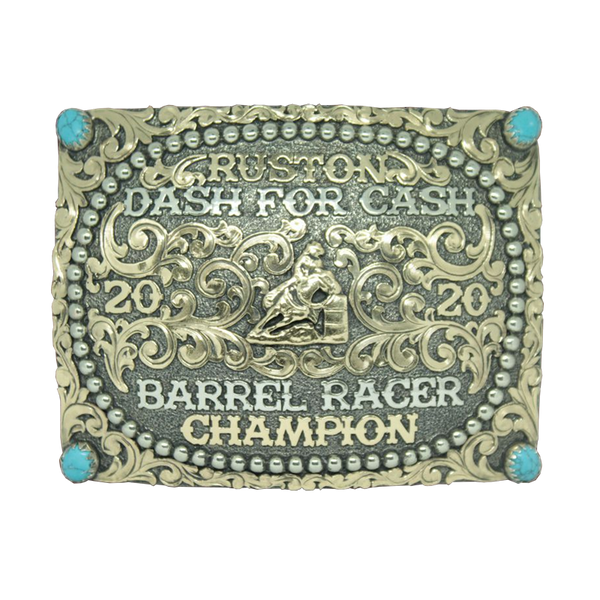 RUSTON
DASH FOR CASH
20 20
BARREL RACER
CHAMPION